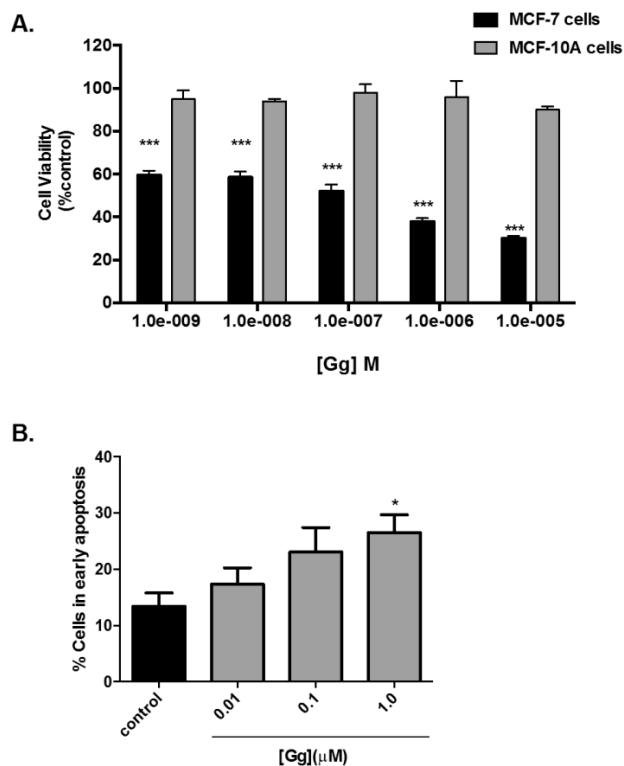 A.
MCF-7 cells
MCF-10A cells
Cell Viability
(%control)
120
100
80
60
40
20
0
***
***
***
***
***
1.0e-009 1.0e-008 1.0e-007 1.0e-006 1.0e-005
[Gg] M
B.
% Cells in early apoptosis
40
30
20
10
0
*
control 0.01 0.1 1.0
[Gg](μM)